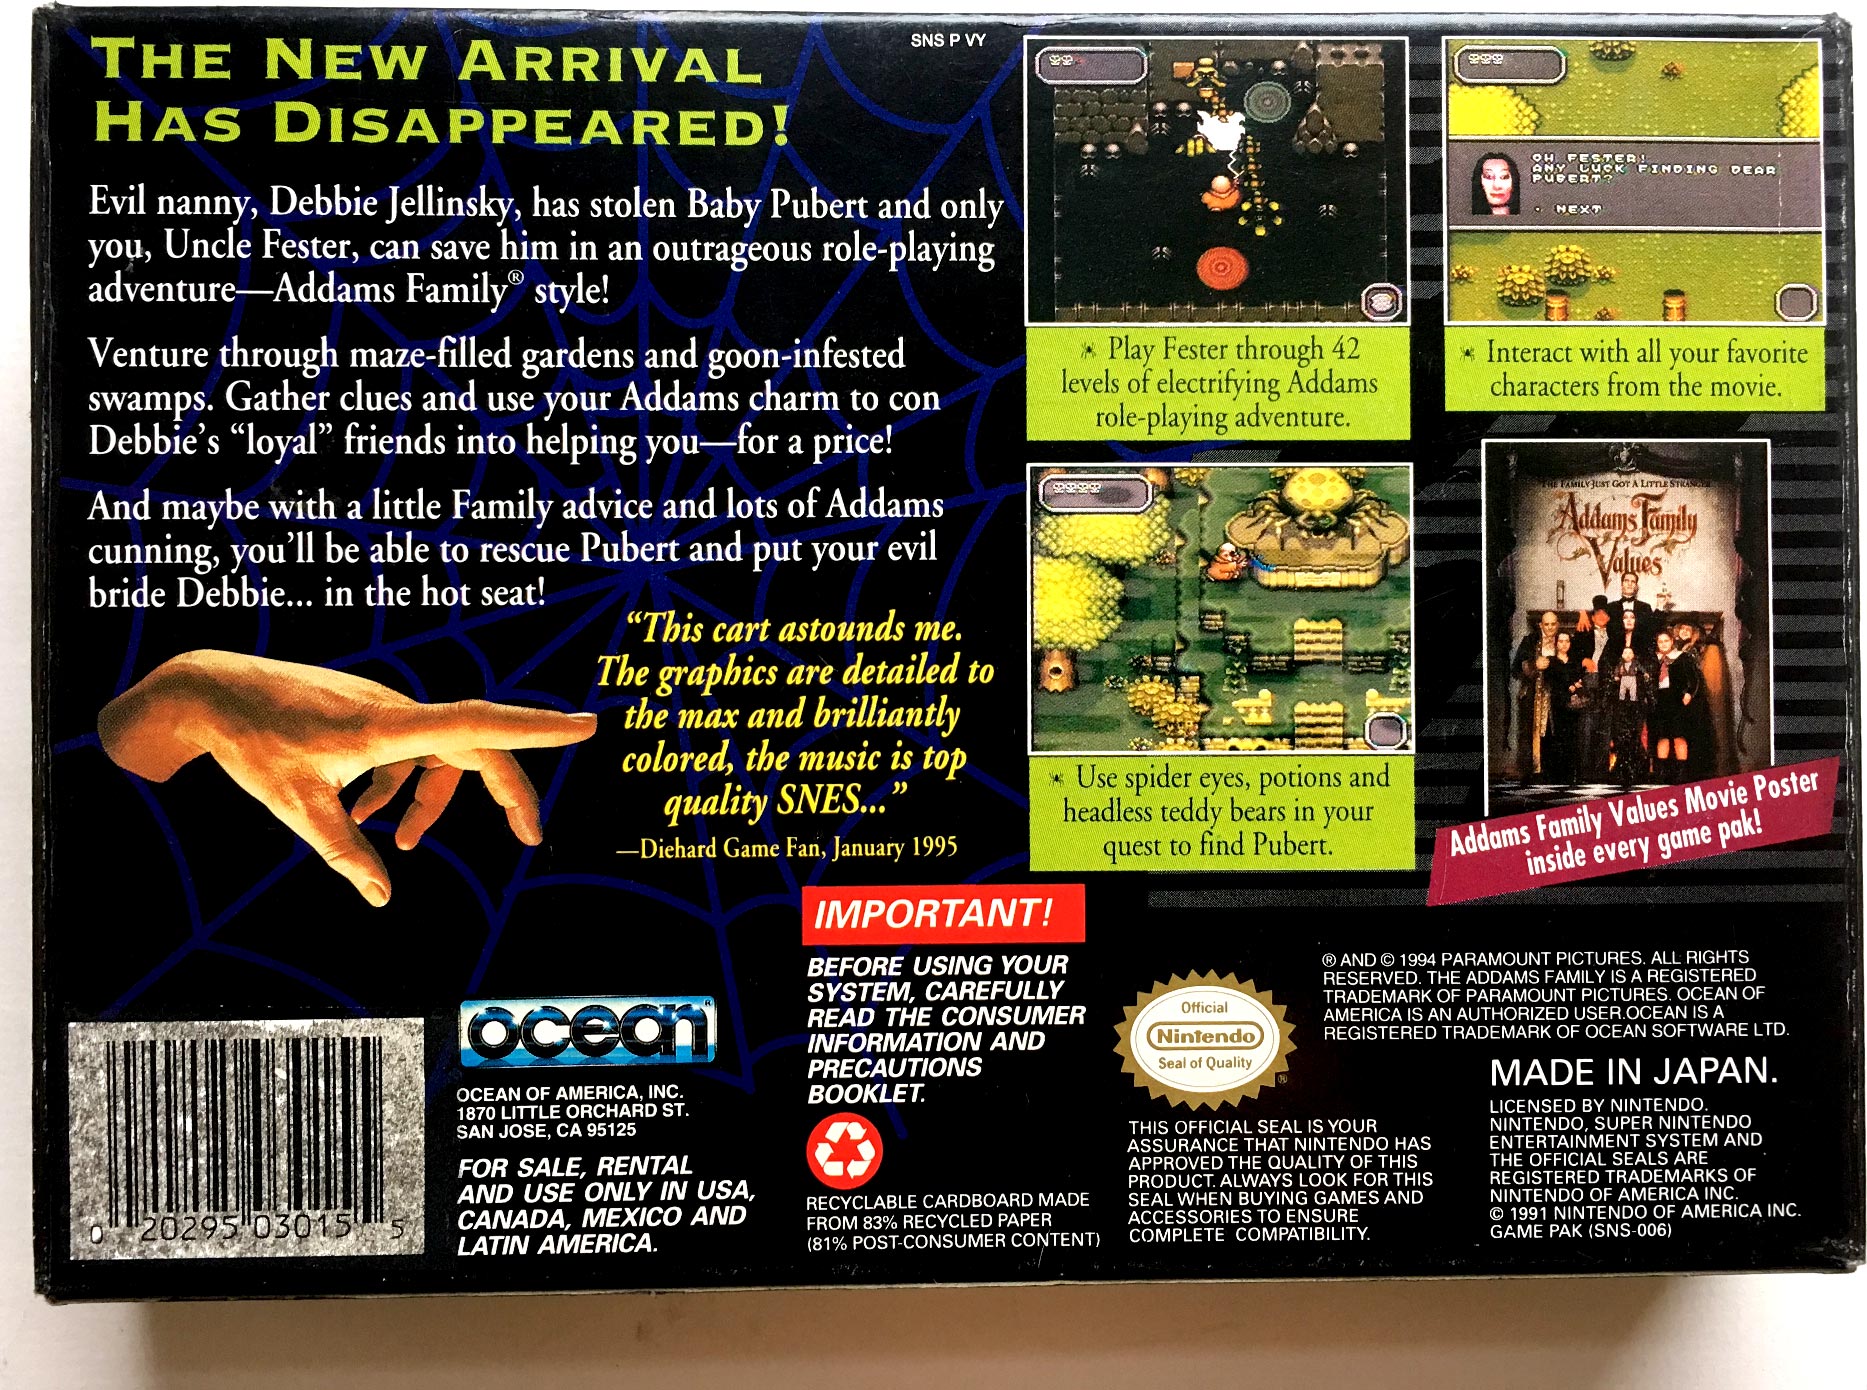 THE NEW ARRIVAL
HAS DISAPPEARED!
SNS P VY
Evil nanny, Debbie Jellinsky, has stolen Baby Pubert and only
you, Uncle Fester, can save him in an outrageous role-playing
adventure—Addams Family® style!
Venture through maze-filled gardens and goon-infested
swamps. Gather clues and use your Addams charm to con
Debbie's “loyal” friends into helping you—for a price!
And maybe with a little Family advice and lots of Addams
cunning, you'll be able to rescue Pubert and put your evil
bride Debbie... in the hot seat!
“This cart astounds me.
The graphics are detailed to
the max and brilliantly
colored, the music is top
quality SNES...”
—Diehard Game Fan, January 1995
Play Fester through 42
levels of electrifying Addams
role-playing adventure.
OH FESTER!
ANY LUCK FINDING DEAR
PUBERT?
NEXT
Interact with all your favorite
characters from the movie.
Use spider eyes, potions and
headless teddy bears in your
quest to find Pubert.
THE FAMILY JUST GOT A LITTLE STRANGER
Addams Family
Values
Addams Family Values Movie Poster
inside every game pak!
0 20295 03015 5
ocean®
OCEAN OF AMERICA, INC.
1870 LITTLE ORCHARD ST.
SAN JOSE, CA 95125
FOR SALE, RENTAL
AND USE ONLY IN USA,
CANADA, MEXICO AND
LATIN AMERICA.
IMPORTANT!
BEFORE USING YOUR
SYSTEM, CAREFULLY
READ THE CONSUMER
INFORMATION AND
PRECAUTIONS
BOOKLET.
RECYCLABLE CARDBOARD MADE
FROM 83% RECYCLED PAPER
(81% POST-CONSUMER CONTENT)
Official
Nintendo
Seal of Quality
®
THIS OFFICIAL SEAL IS YOUR
ASSURANCE THAT NINTENDO HAS
APPROVED THE QUALITY OF THIS
PRODUCT. ALWAYS LOOK FOR THIS
SEAL WHEN BUYING GAMES AND
ACCESSORIES TO ENSURE
COMPLETE COMPATIBILITY.
® AND © 1994 PARAMOUNT PICTURES. ALL RIGHTS
RESERVED. THE ADDAMS FAMILY IS A REGISTERED
TRADEMARK OF PARAMOUNT PICTURES. OCEAN OF
AMERICA IS AN AUTHORIZED USER.OCEAN IS A
REGISTERED TRADEMARK OF OCEAN SOFTWARE LTD.
MADE IN JAPAN.
LICENSED BY NINTENDO.
NINTENDO, SUPER NINTENDO
ENTERTAINMENT SYSTEM AND
THE OFFICIAL SEALS ARE
REGISTERED TRADEMARKS OF
NINTENDO OF AMERICA INC.
© 1991 NINTENDO OF AMERICA INC.
GAME PAK (SNS-006)